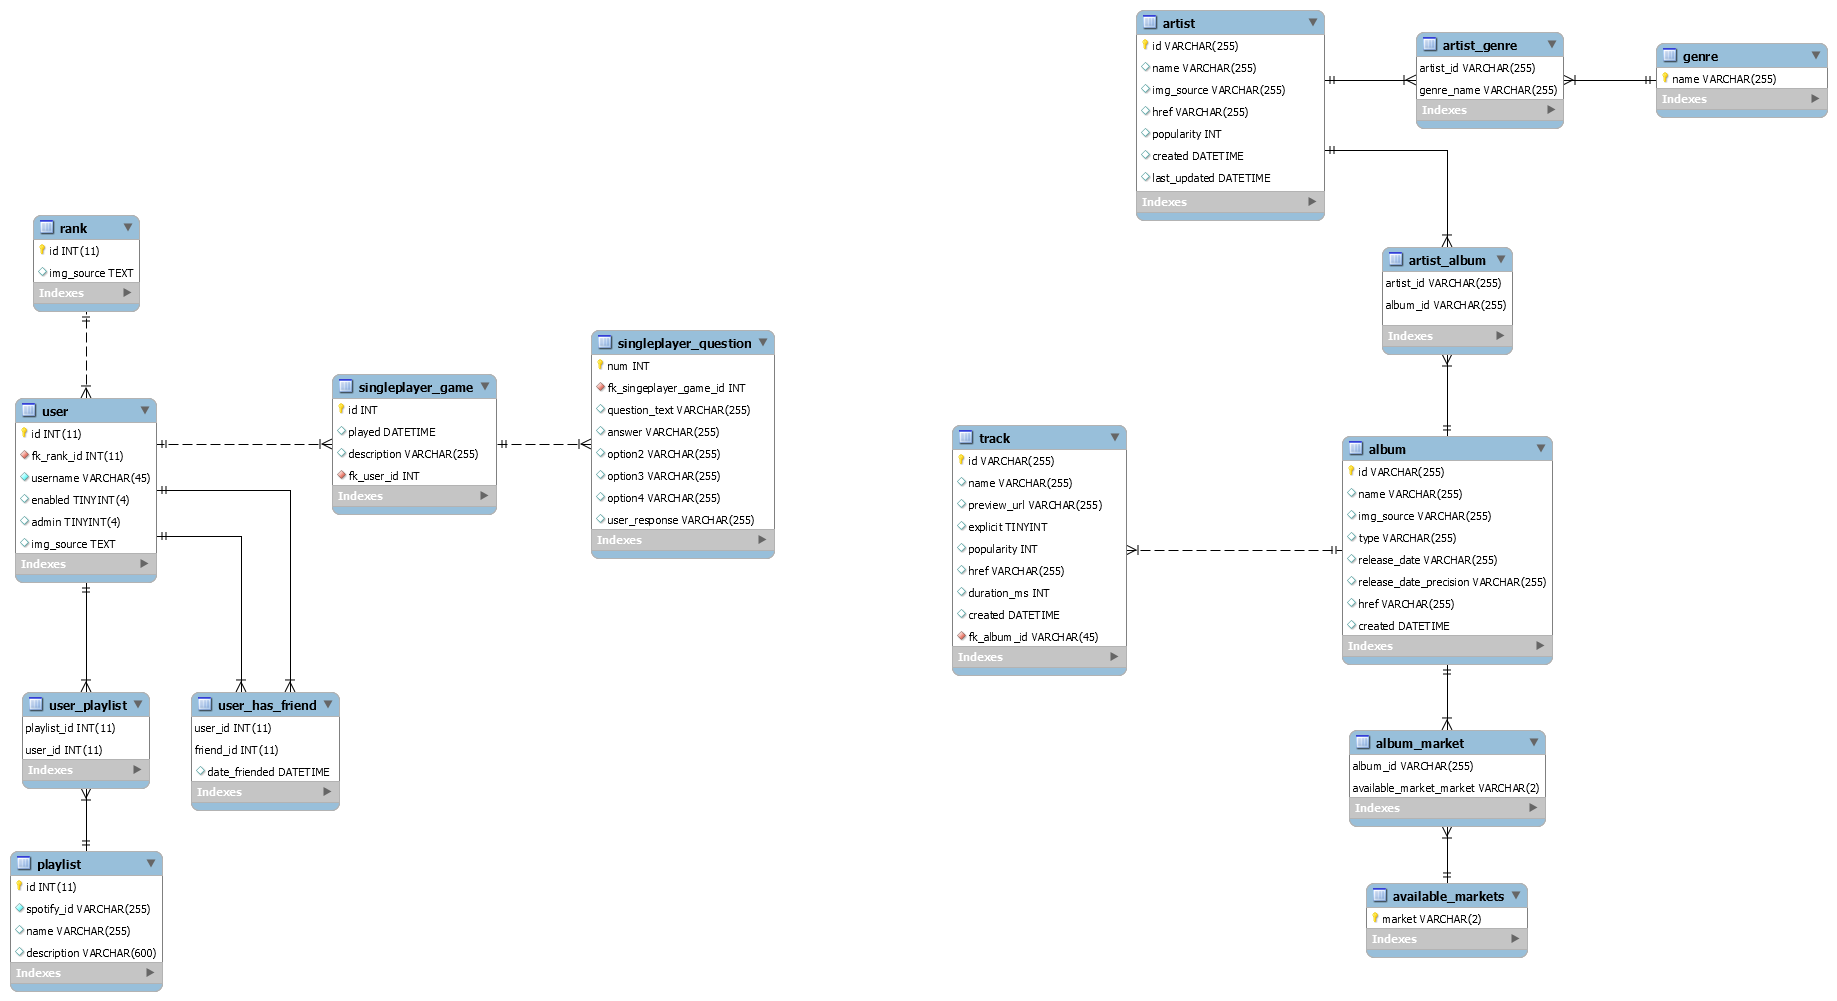 artist
id VARCHAR(255)
name VARCHAR(255)
img_source VARCHAR(255)
href VARCHAR(255)
popularity INT
created DATETIME
last_updated DATETIME
Indexes
artist_genre
artist_id VARCHAR(255)
genre_name VARCHAR(255)
Indexes
genre
name VARCHAR(255)
Indexes
rank
id INT(11)
img_source TEXT
Indexes
artist_album
artist_id VARCHAR(255)
album_id VARCHAR(255)
Indexes
user
id INT(11)
fk_rank_id INT(11)
username VARCHAR(45)
enabled TINYINT(4)
admin TINYINT(4)
img_source TEXT
Indexes
singleplayer_game
id INT
played DATETIME
description VARCHAR(255)
fk_user_id INT
Indexes
singleplayer_question
num INT
fk_singeplayer_game_id INT
question_text VARCHAR(255)
answer VARCHAR(255)
option2 VARCHAR(255)
option3 VARCHAR(255)
option4 VARCHAR(255)
user_response VARCHAR(255)
Indexes
track
id VARCHAR(255)
name VARCHAR(255)
preview_url VARCHAR(255)
explicit TINYINT
popularity INT
href VARCHAR(255)
duration_ms INT
created DATETIME
fk_album_id VARCHAR(45)
Indexes
album
id VARCHAR(255)
name VARCHAR(255)
img_source VARCHAR(255)
type VARCHAR(255)
release_date VARCHAR(255)
release_date_precision VARCHAR(255)
href VARCHAR(255)
created DATETIME
Indexes
user_playlist
playlist_id INT(11)
user_id INT(11)
Indexes
user_has_friend
user_id INT(11)
friend_id INT(11)
date_friended DATETIME
Indexes
album_market
album_id VARCHAR(255)
available_market_market VARCHAR(2)
Indexes
playlist
id INT(11)
spotify_id VARCHAR(255)
name VARCHAR(255)
description VARCHAR(600)
Indexes
available_markets
market VARCHAR(2)
Indexes